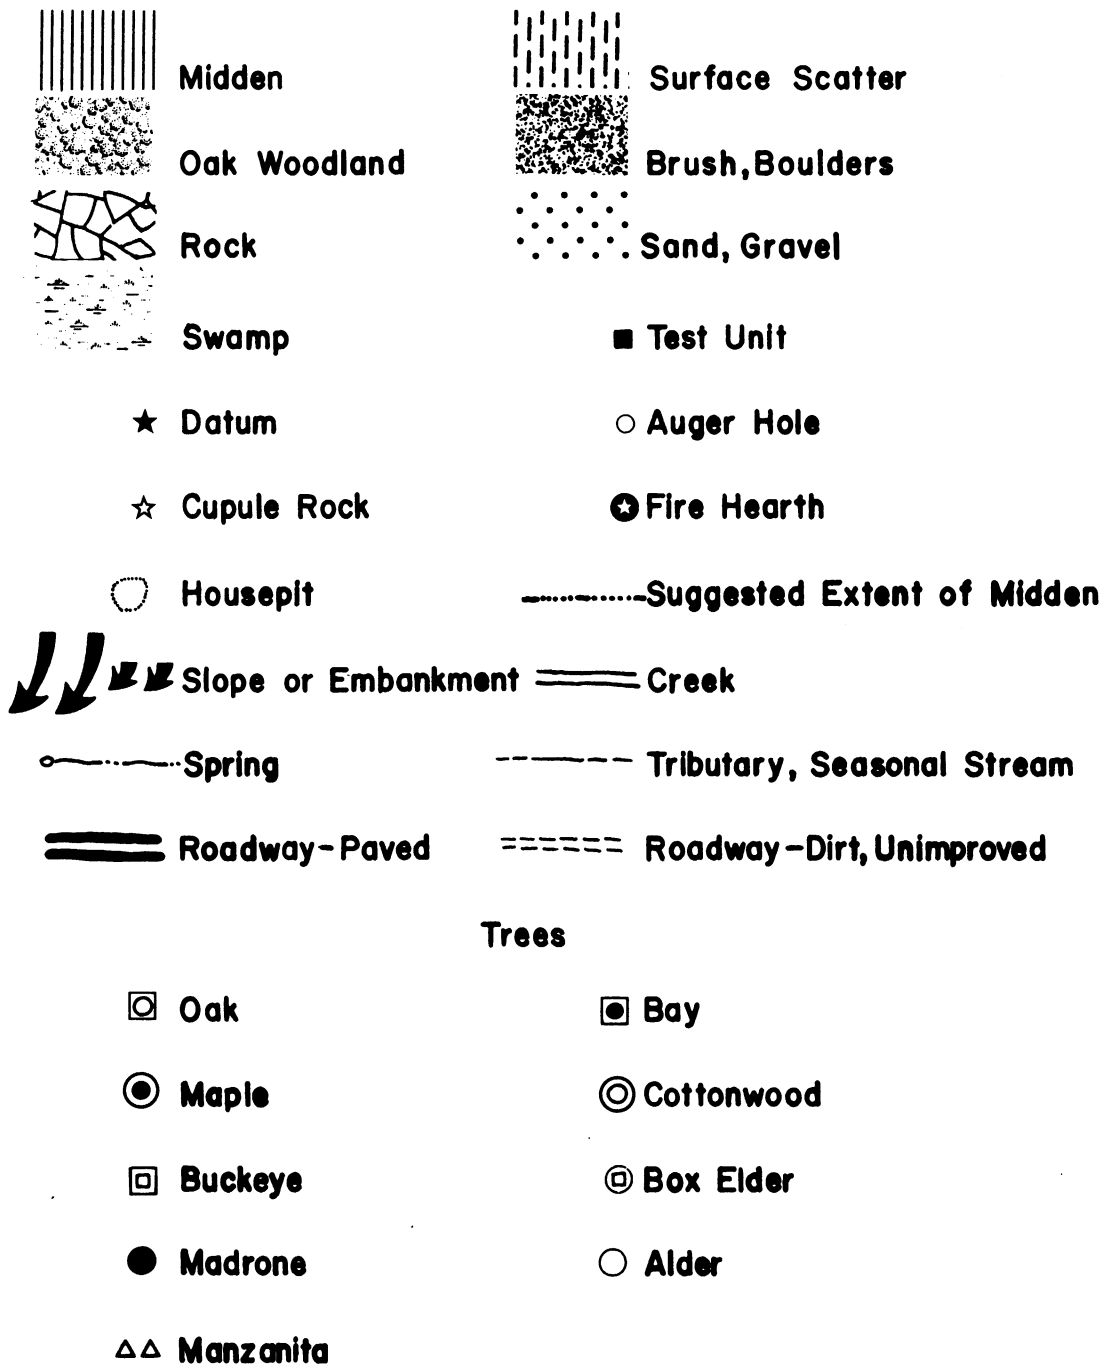 Midden Surface Scatter
Oak Woodland Brush, Boulders
Rock Sand, Gravel
Swamp Test Unit
Datum Auger Hole
Cupule Rock Fire Hearth
Housepit Suggested Extent of Midden
Slope or Embankment Creek
Spring Tributary, Seasonal Stream
Roadway-Paved Roadway-Dirt, Unimproved
Trees
Oak Bay
Maple Cottonwood
Buckeye Box Elder
Madrone Alder
Manzanita